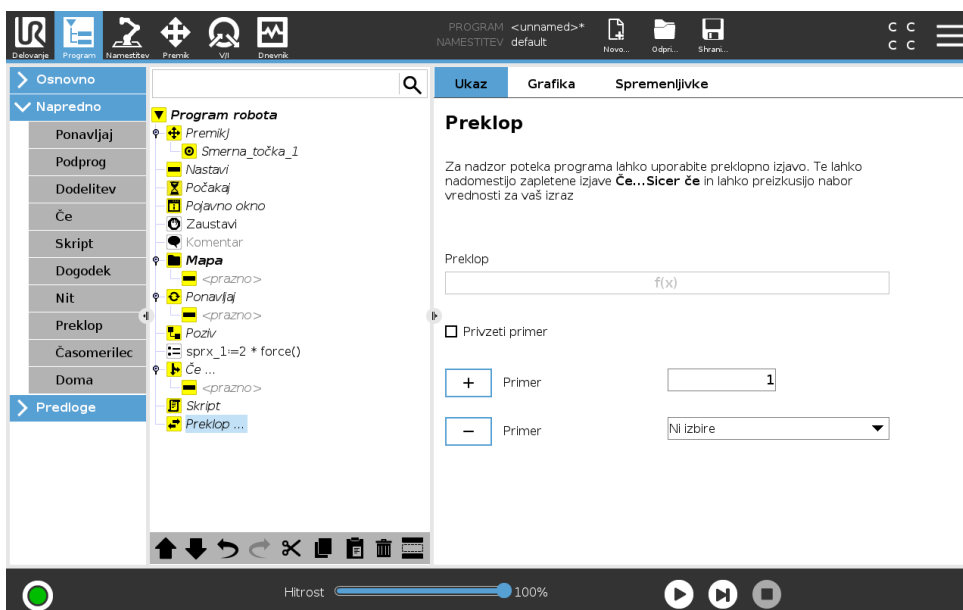 UR
PROGRAM <unnamed>*
NAMESTITEV default
C C
C C
Delovanje Program Namestitev Premik V/I Dnevnik Novo... Odpri... Shrani...
Osnovno
Napredno
Ponavljaj
Podprog
Dodelitev
Če
Skript
Dogodek
Nit
Preklop
Časomerilec
Doma
Predloge
Program robota
PremikJ
Smerna_točka_1
Nastavi
Počakaj
Pojavno okno
Zaustavi
Komentar
Mapa
<prazno>
Ponavljaj
<prazno>
Poziv
sprx_1:=2 * force()
Če ...
<prazno>
Skript
Preklop ...
Ukaz Grafika Spremenljivke
Preklop
Za nadzor poteka programa lahko uporabite preklopno izjavo. Te lahko
nadomestijo zapletene izjave Če...Sicer če in lahko preizkusijo nabor
vrednosti za vaš izraz
Preklop
f(x)
Privzeti primer
+ Primer 1
− Primer Ni izbire
Hitrost 100%